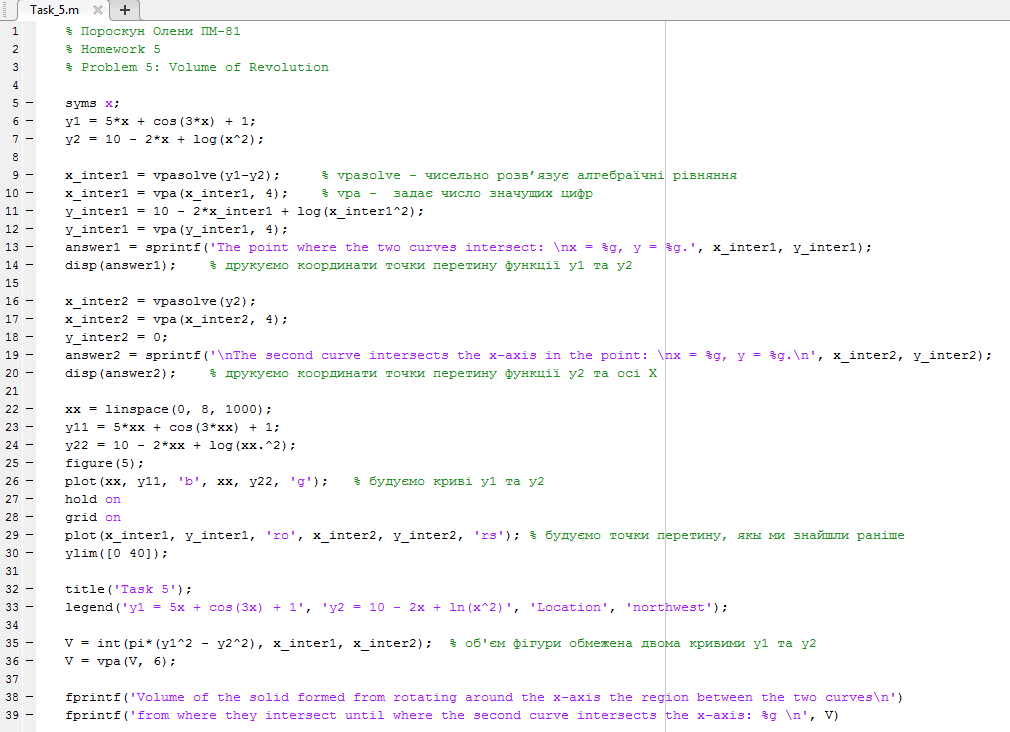 Task_5.m
1 % Пороскун Олени ПМ-81
2 % Homework 5
3 % Problem 5: Volume of Revolution
4
5 syms x;
6 y1 = 5*x + cos(3*x) + 1;
7 y2 = 10 - 2*x + log(x^2);
8
9 x_inter1 = vpasolve(y1-y2); % vpasolve - чисельно розв'язує алгебраїчні рівняння
10 x_inter1 = vpa(x_inter1, 4); % vpa - задає число значущих цифр
11 y_inter1 = 10 - 2*x_inter1 + log(x_inter1^2);
12 y_inter1 = vpa(y_inter1, 4);
13 answer1 = sprintf('The point where the two curves intersect: \nx = %g, y = %g.', x_inter1, y_inter1);
14 disp(answer1); % друкуємо координати точки перетину функції y1 та y2
15
16 x_inter2 = vpasolve(y2);
17 x_inter2 = vpa(x_inter2, 4);
18 y_inter2 = 0;
19 answer2 = sprintf('\nThe second curve intersects the x-axis in the point: \nx = %g, y = %g.\n', x_inter2, y_inter2);
20 disp(answer2); % друкуємо координати точки перетину функції y2 та осі X
21
22 xx = linspace(0, 8, 1000);
23 y11 = 5*xx + cos(3*xx) + 1;
24 y22 = 10 - 2*xx + log(xx.^2);
25 figure(5);
26 plot(xx, y11, 'b', xx, y22, 'g'); % будуємо криві y1 та y2
27 hold on
28 grid on
29 plot(x_inter1, y_inter1, 'ro', x_inter2, y_inter2, 'rs'); % будуємо точки перетину, якы ми знайшли раніше
30 ylim([0 40]);
31
32 title('Task 5');
33 legend('y1 = 5x + cos(3x) + 1', 'y2 = 10 - 2x + ln(x^2)', 'Location', 'northwest');
34
35 V = int(pi*(y1^2 - y2^2), x_inter1, x_inter2); % об'єм фігури обмежена двома кривими y1 та y2
36 V = vpa(V, 6);
37
38 fprintf('Volume of the solid formed from rotating around the x-axis the region between the two curves\n')
39 fprintf('from where they intersect until where the second curve intersects the x-axis: %g \n', V)